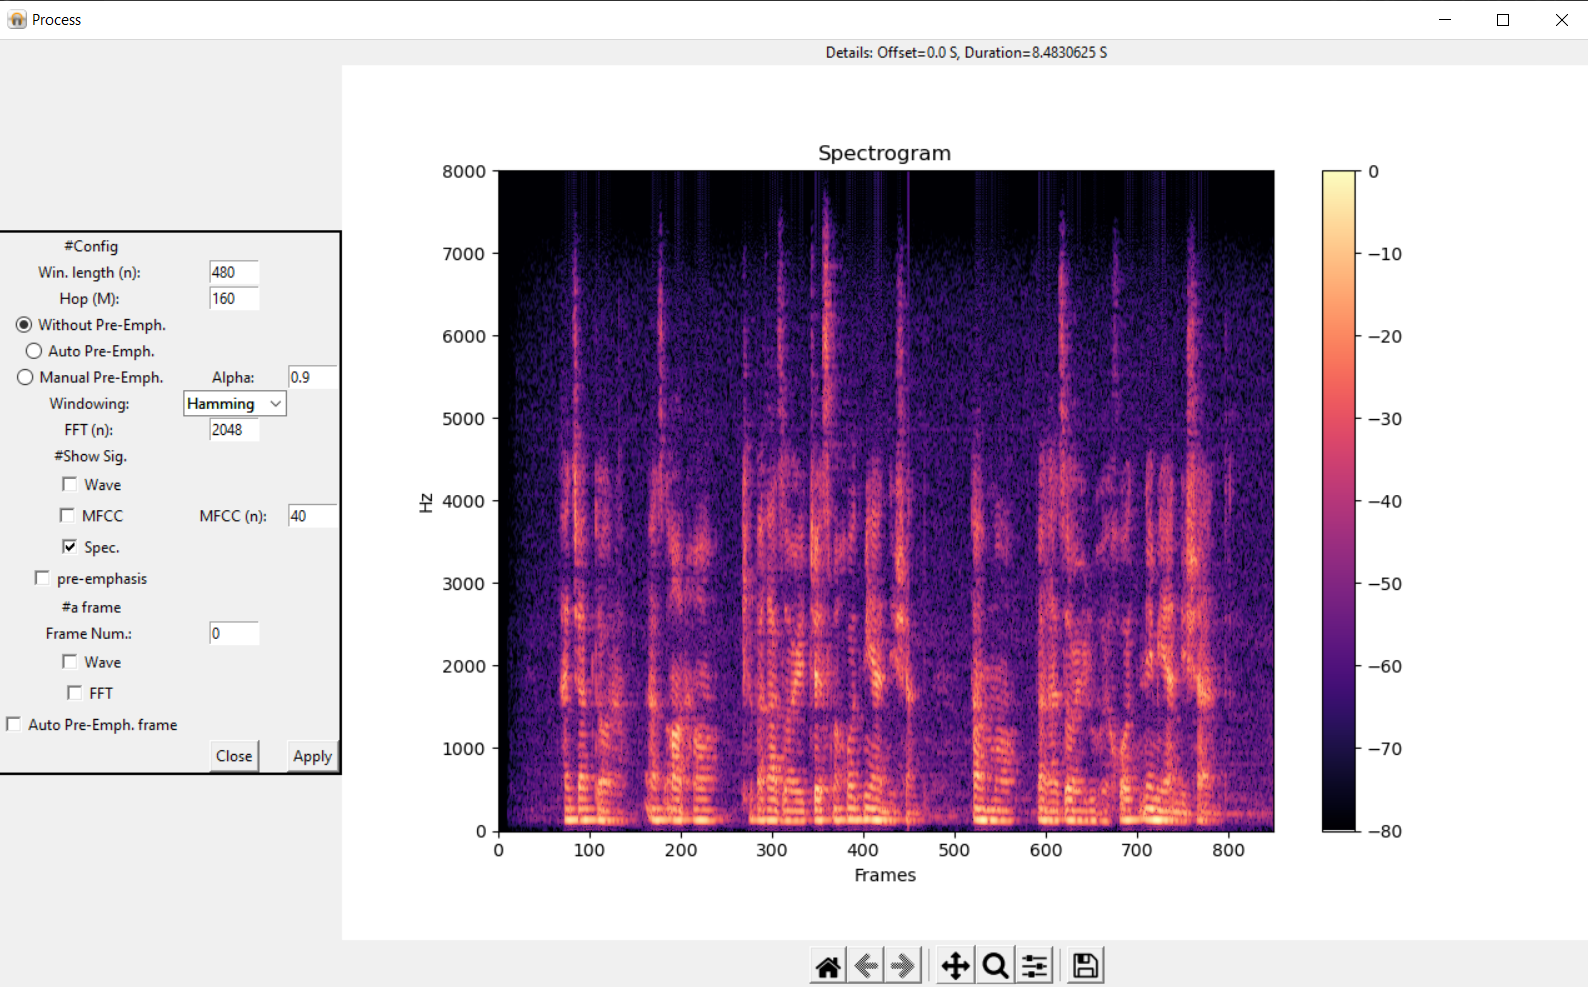 Process
Details: Offset=0.0 S, Duration=8.4830625 S
#Config
Win. length (n): 480
Hop (M): 160
Without Pre-Emph.
Auto Pre-Emph.
Manual Pre-Emph. Alpha: 0.9
Windowing: Hamming
FFT (n): 2048
#Show Sig.
Wave
MFCC MFCC (n): 40
Spec.
pre-emphasis
#a frame
Frame Num.: 0
Wave
FFT
Auto Pre-Emph. frame
Close Apply
Spectrogram
Hz
8000
7000
6000
5000
4000
3000
2000
1000
0
0 100 200 300 400 500 600 700 800
Frames
0
−10
−20
−30
−40
−50
−60
−70
−80